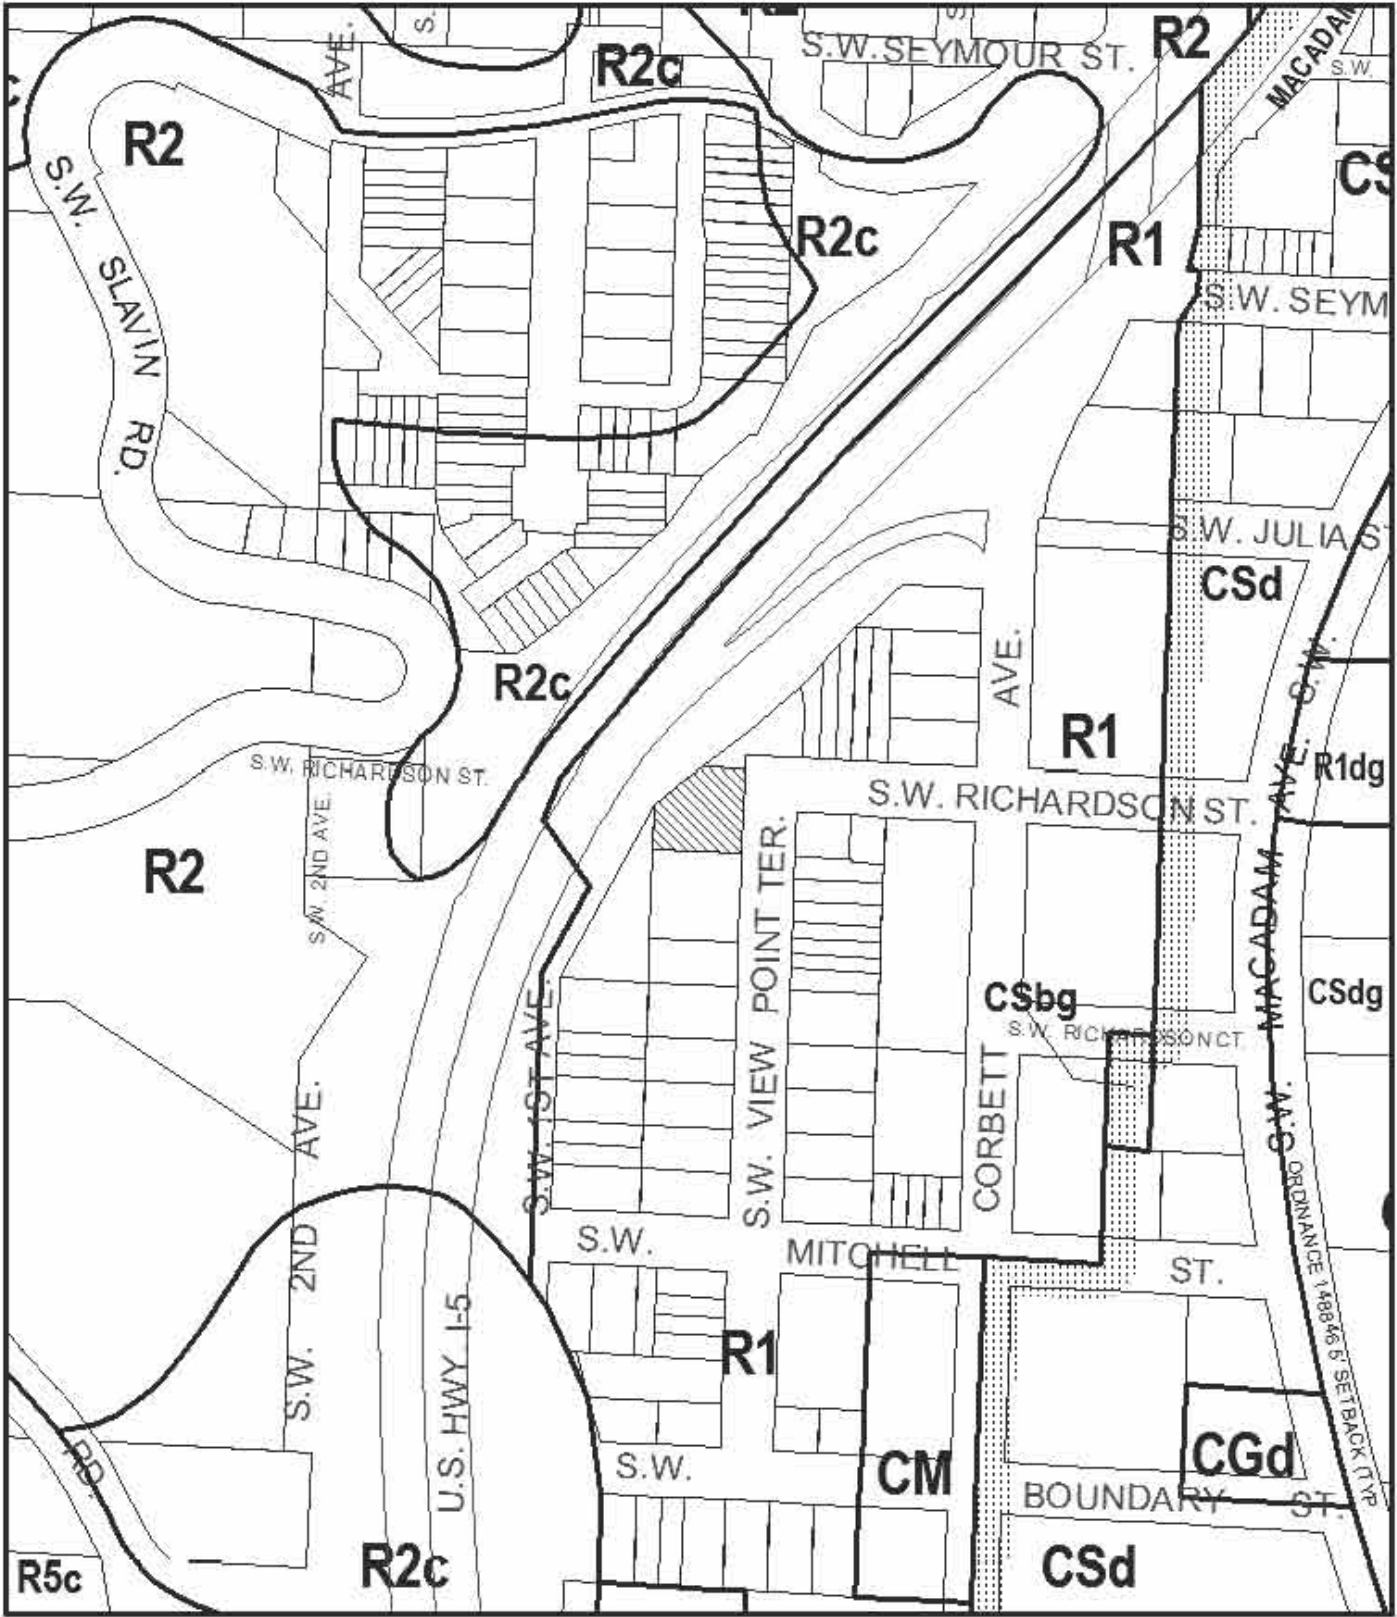 R2c
S.W. SEYMOUR ST.
R2
MACADAM
S.W.
AVE.
S.
R2
CS
S.W. SLAVIN RD.
R2c
R1
S.W. SEYM
S.W. JULIA ST
CSd
R2c
AVE.
R1
S.W.
R1dg
S.W. RICHARDSON ST.
S.W. RICHARDSON ST.
S.W. 2ND AVE.
R2
S.W. VIEW POINT TER.
S.W. MACADAM AVE.
CSbg
CSdg
S.W. RICHARDSON CT.
S.W. 1ST AVE.
CORBETT
S.W. 2ND AVE.
S.W. MITCHELL ST.
ORDINANCE 148846 5' SETBACK (TYP
U.S. HWY. I-5
R1
CM
CGd
RD.
S.W. BOUNDARY ST.
R5c
R2c
CSd